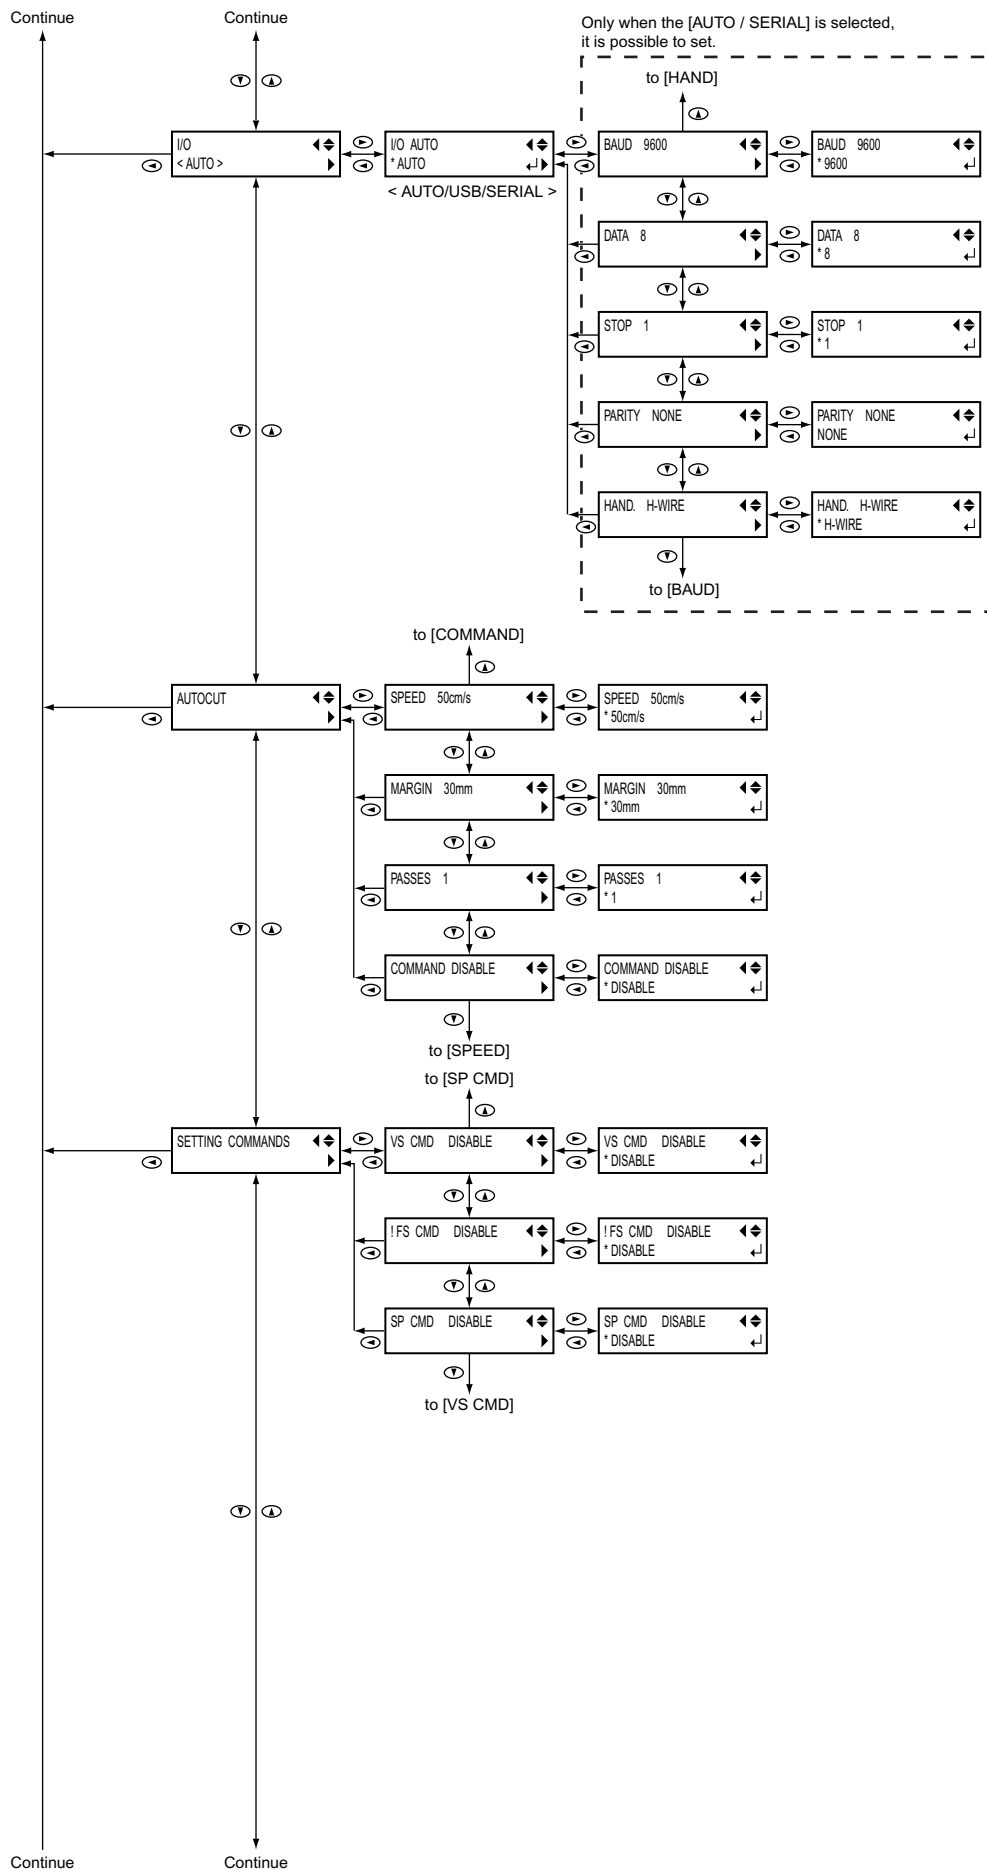 Continue
Continue
Only when the [AUTO / SERIAL] is selected,
it is possible to set.
to [HAND]
I/O
< AUTO >
I/O AUTO
* AUTO
< AUTO/USB/SERIAL >
BAUD 9600
BAUD 9600
* 9600
DATA 8
DATA 8
* 8
STOP 1
STOP 1
* 1
PARITY NONE
PARITY NONE
NONE
HAND. H-WIRE
HAND. H-WIRE
* H-WIRE
to [BAUD]
to [COMMAND]
AUTOCUT
SPEED 50cm/s
SPEED 50cm/s
* 50cm/s
MARGIN 30mm
MARGIN 30mm
* 30mm
PASSES 1
PASSES 1
* 1
COMMAND DISABLE
COMMAND DISABLE
* DISABLE
to [SPEED]
to [SP CMD]
SETTING COMMANDS
VS CMD DISABLE
VS CMD DISABLE
* DISABLE
! FS CMD DISABLE
! FS CMD DISABLE
* DISABLE
SP CMD DISABLE
SP CMD DISABLE
* DISABLE
to [VS CMD]
Continue
Continue